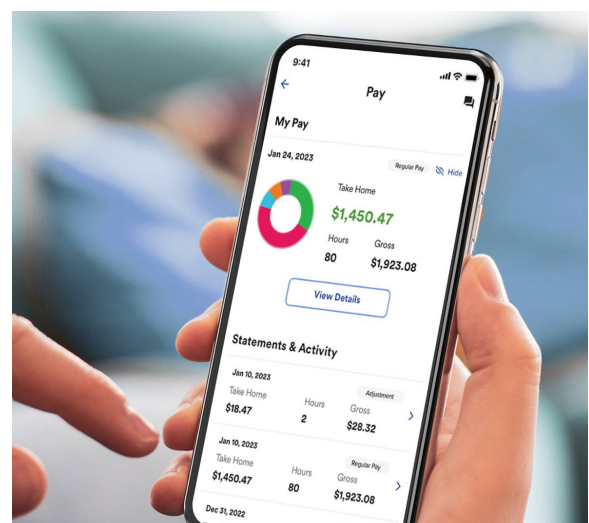 9:41
Pay
My Pay
Jan 24, 2023
Regular Pay
Hide
Take Home
$1,450.47
Hours Gross
80 $1,923.08
View Details
Statements & Activity
Jan 10, 2023
Adjustment
Take Home Hours Gross
$18.47 2 $28.32
Jan 10, 2023
Regular Pay
Take Home Hours Gross
$1,450.47 80 $1,923.08
Dec 31, 2022